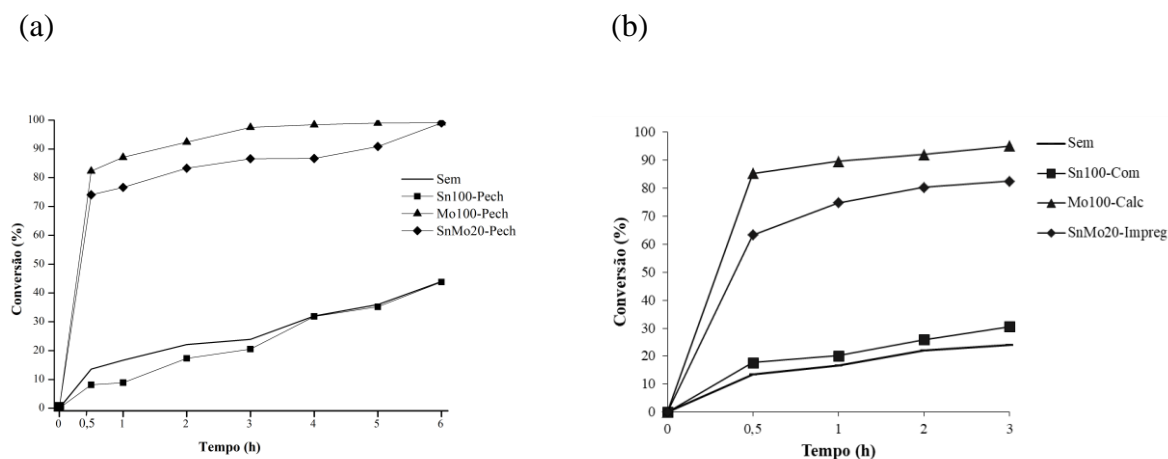 (a)
100
90
80
70
60
50
40
30
20
10
0
Conversão (%)
0 0,5 1 2 3 4 5 6
Tempo (h)
Sem
Sn100-Pech
Mo100-Pech
SnMo20-Pech
(b)
100
90
80
70
60
50
40
30
20
10
0
Conversão (%)
0 0,5 1 2 3
Tempo (h)
Sem
Sn100-Com
Mo100-Calc
SnMo20-Impreg